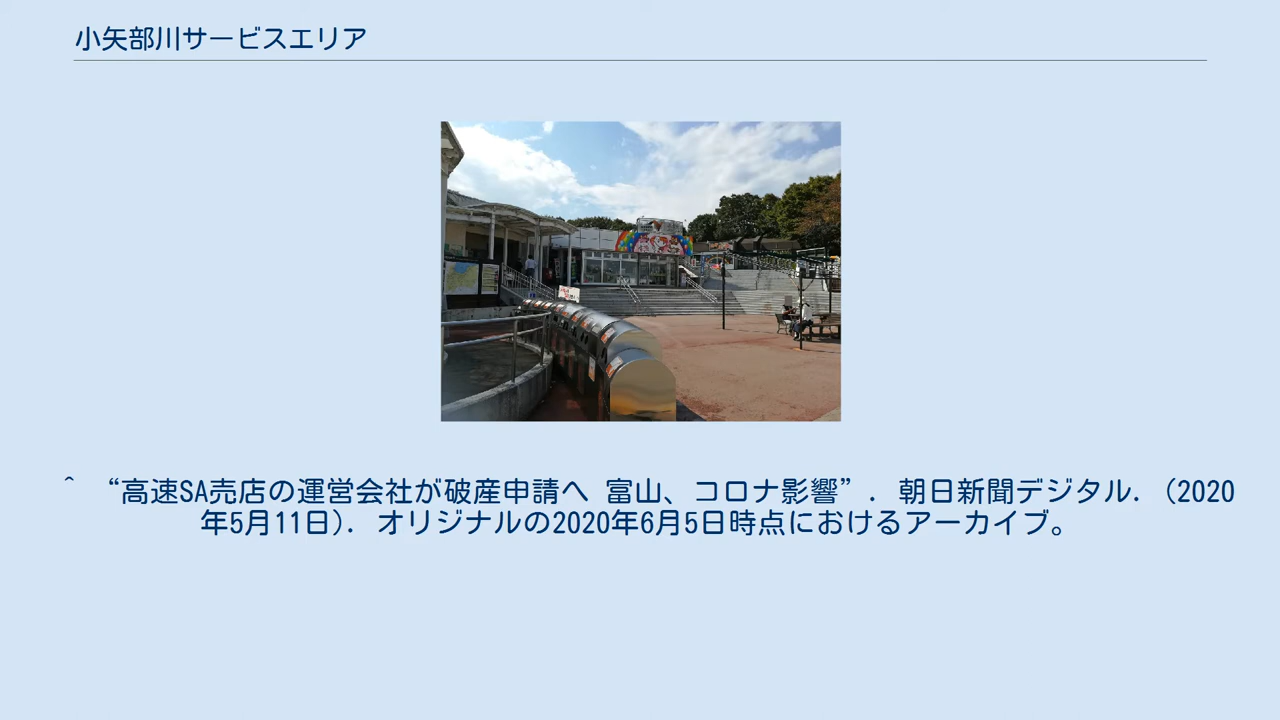 小矢部川サービスエリア
^ “高速SA売店の運営会社が破産申請へ 富山、コロナ影響”. 朝日新聞デジタル. (2020
年5月11日). オリジナルの2020年6月5日時点におけるアーカイブ。